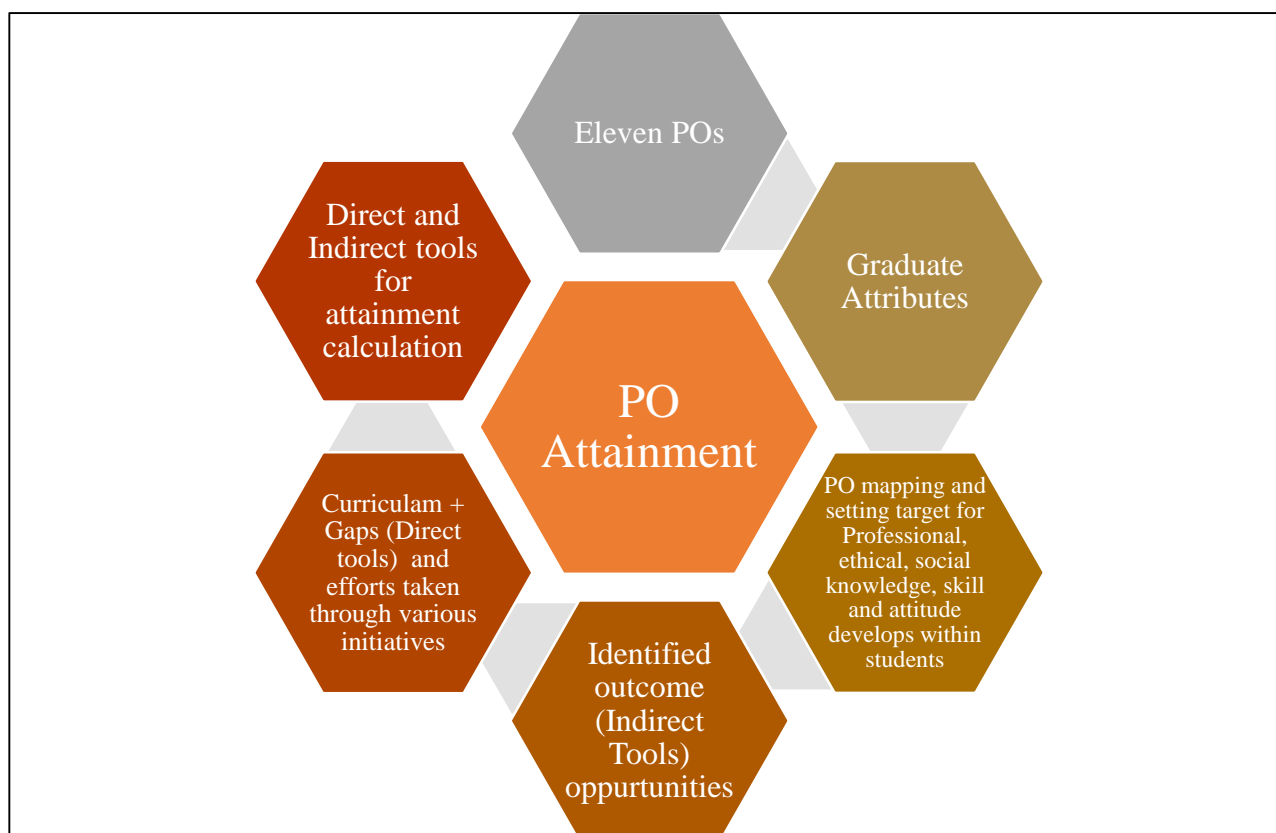 Eleven POs
Graduate
Attributes
PO mapping and
setting target for
Professional,
ethical, social
knowledge, skill
and attitude
develops within
students
Identified
outcome
(Indirect
Tools)
oppurtunities
Curriculam +
Gaps (Direct
tools) and
efforts taken
through various
initiatives
Direct and
Indirect tools
for
attainment
calculation
PO
Attainment